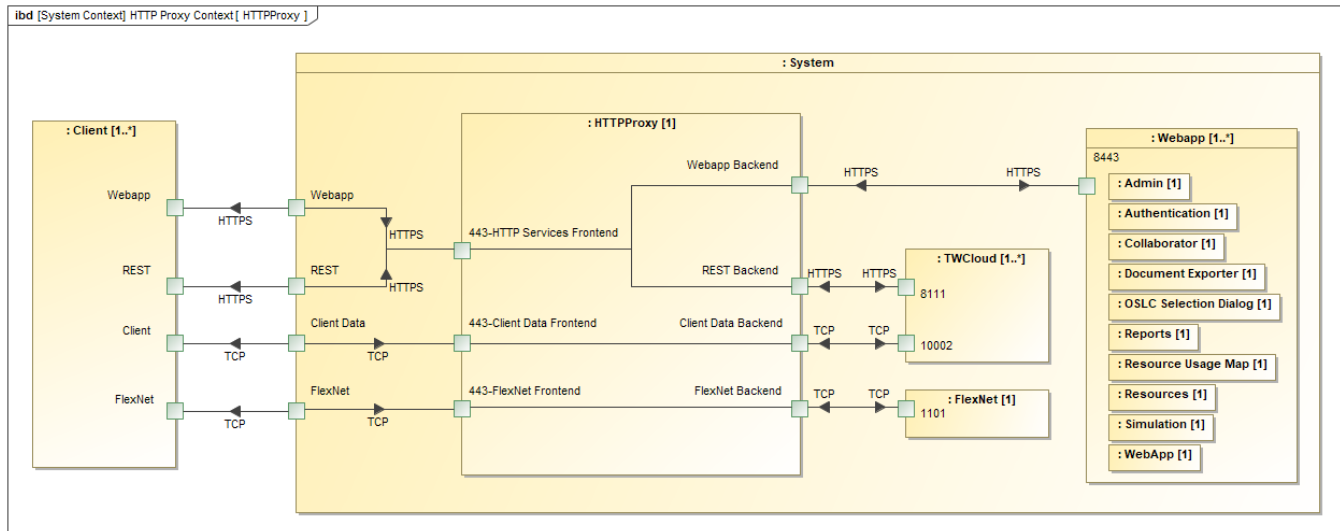 ibd [System Context] HTTP Proxy Context [ HTTPProxy ]
: System
: Client [1..*]
: HTTPProxy [1]
: Webapp [1..*]
8443
Webapp Backend
HTTPS
HTTPS
: Admin [1]
Webapp
HTTPS
Webapp
HTTPS
: Authentication [1]
443-HTTP Services Frontend
: Collaborator [1]
REST
HTTPS
REST
HTTPS
REST Backend
HTTPS
HTTPS
: TWCloud [1..*]
8111
: Document Exporter [1]
: OSLC Selection Dialog [1]
Client
TCP
Client Data
TCP
443-Client Data Frontend
Client Data Backend
TCP
TCP
10002
: Reports [1]
: Resource Usage Map [1]
FlexNet
TCP
FlexNet
TCP
443-FlexNet Frontend
FlexNet Backend
TCP
TCP
: FlexNet [1]
1101
: Resources [1]
: Simulation [1]
: WebApp [1]